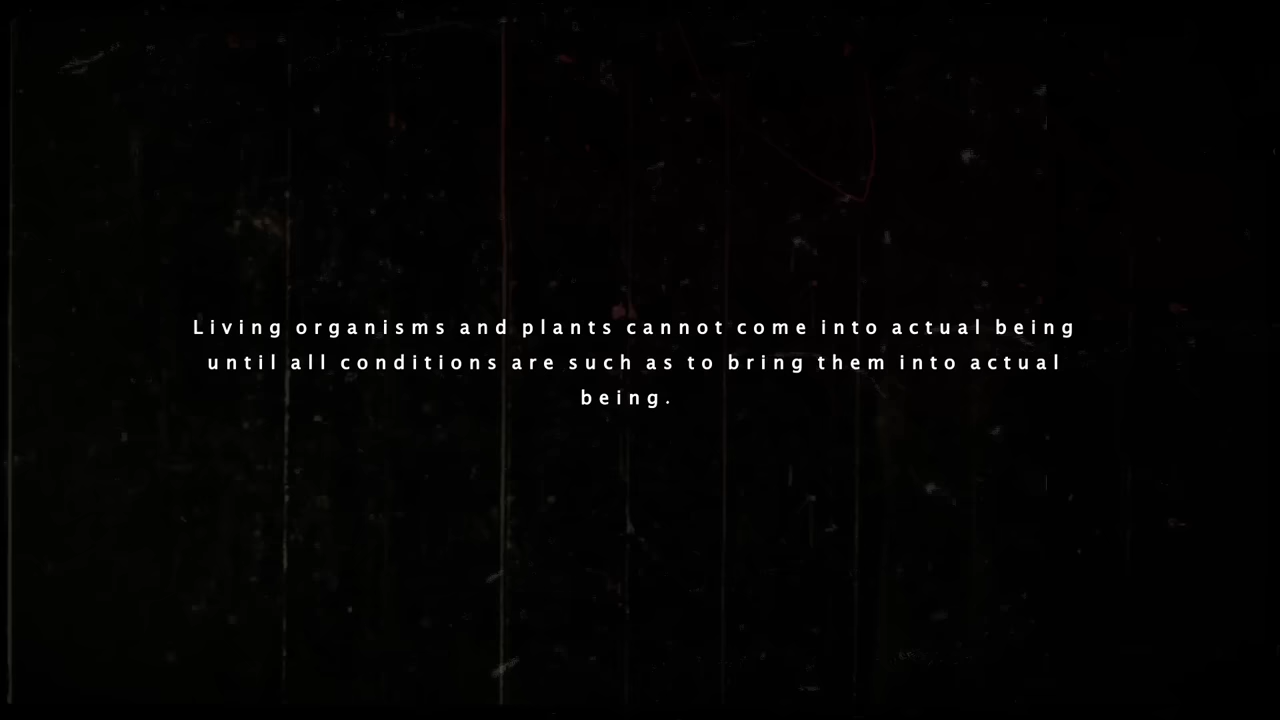 Living organisms and plants cannot come into actual being
until all conditions are such as to bring them into actual
being.